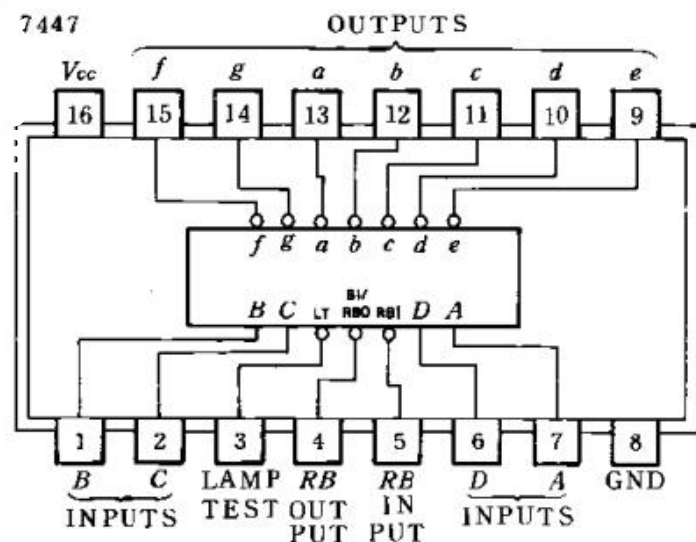 7447
OUTPUTS
Vcc f g a b c d e
16 15 14 13 12 11 10 9
f g a b c d e
BI/
B C LT RBO RBI D A
1 2 3 4 5 6 7 8
B C LAMP RB RB D A GND
INPUTS TEST OUT IN INPUTS
PUT PUT